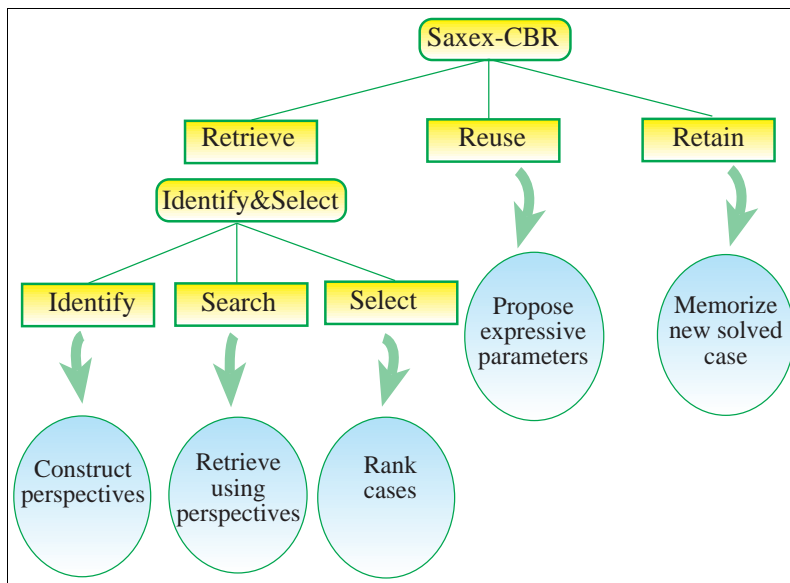 Saxex-CBR
Retrieve
Reuse
Retain
Identify&Select
Identify
Search
Select
Propose
expressive
parameters
Memorize
new solved
case
Construct
perspectives
Retrieve
using
perspectives
Rank
cases